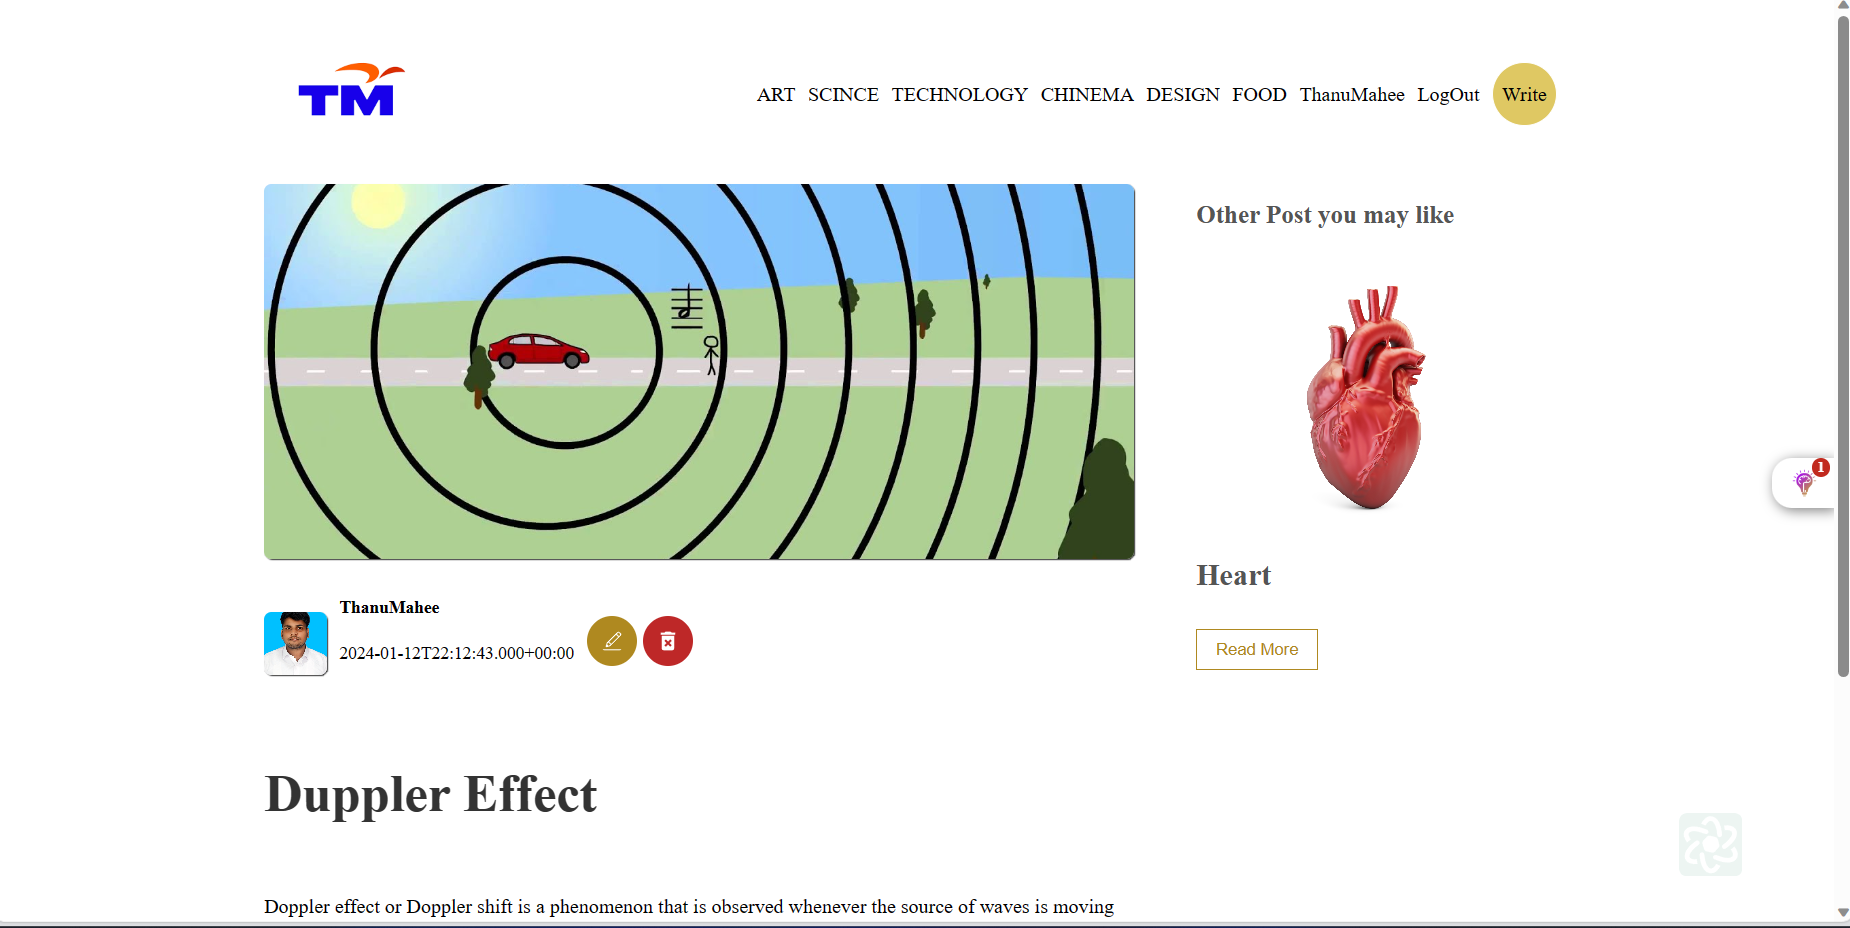 TM
ART SCINCE TECHNOLOGY CHINEMA DESIGN FOOD ThanuMahee LogOut Write
Other Post you may like
Heart
Read More
1
ThanuMahee
2024-01-12T22:12:43.000+00:00
Duppler Effect
Doppler effect or Doppler shift is a phenomenon that is observed whenever the source of waves is moving